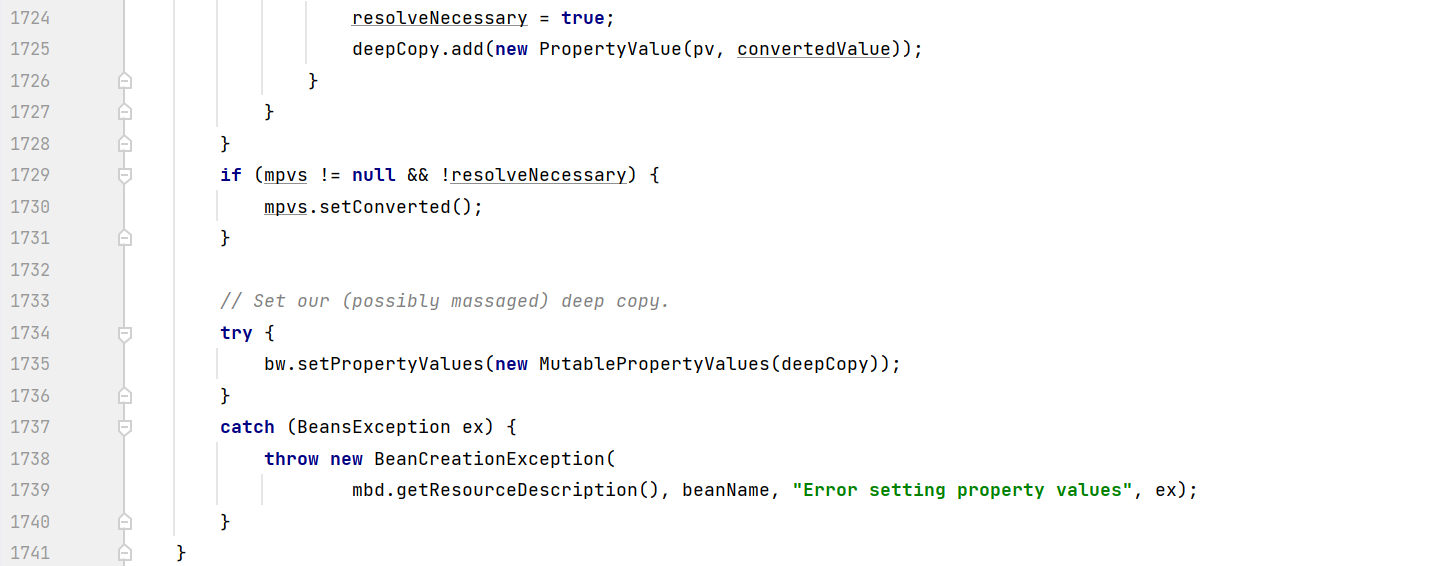 1724 resolveNecessary = true;
1725 deepCopy.add(new PropertyValue(pv, convertedValue));
1726 }
1727 }
1728 }
1729 if (mpvs != null && !resolveNecessary) {
1730 mpvs.setConverted();
1731 }
1732
1733 // Set our (possibly massaged) deep copy.
1734 try {
1735 bw.setPropertyValues(new MutablePropertyValues(deepCopy));
1736 }
1737 catch (BeansException ex) {
1738 throw new BeanCreationException(
1739 mbd.getResourceDescription(), beanName, "Error setting property values", ex);
1740 }
1741 }